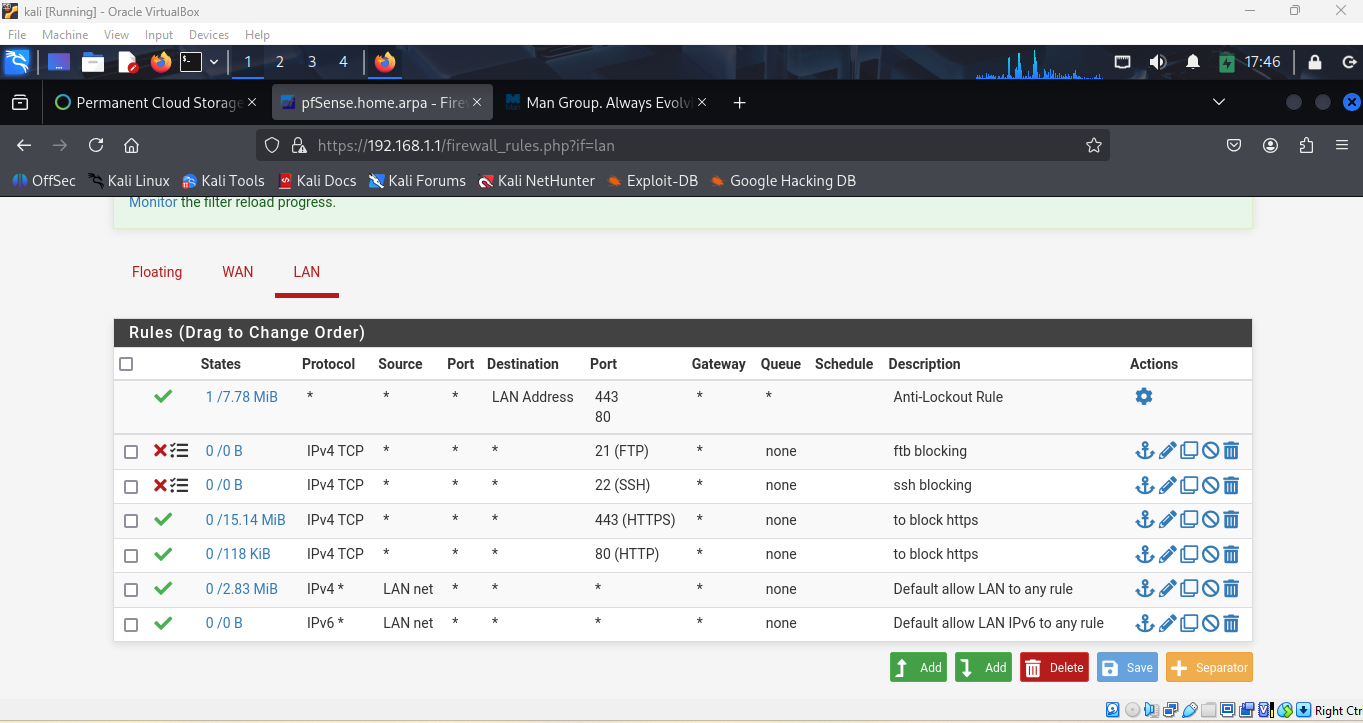 kali [Running] - Oracle VirtualBox
File Machine View Input Devices Help
1 2 3 4 17:46
Permanent Cloud Storage pfSense.home.arpa - Fire Man Group. Always Evolvi
https://192.168.1.1/firewall_rules.php?if=lan
OffSec Kali Linux Kali Tools Kali Docs Kali Forums Kali NetHunter Exploit-DB Google Hacking DB
Monitor the filter reload progress.
Floating WAN LAN
Rules (Drag to Change Order)
States Protocol Source Port Destination Port Gateway Queue Schedule Description Actions
1 /7.78 MiB * * * LAN Address 443 * * Anti-Lockout Rule
80
0 /0 B IPv4 TCP * * * 21 (FTP) * none ftb blocking
0 /0 B IPv4 TCP * * * 22 (SSH) * none ssh blocking
0 /15.14 MiB IPv4 TCP * * * 443 (HTTPS) * none to block https
0 /118 KiB IPv4 TCP * * * 80 (HTTP) * none to block https
0 /2.83 MiB IPv4 * LAN net * * * * none Default allow LAN to any rule
0 /0 B IPv6 * LAN net * * * * none Default allow LAN IPv6 to any rule
Add Add Delete Save Separator
Right Ctr